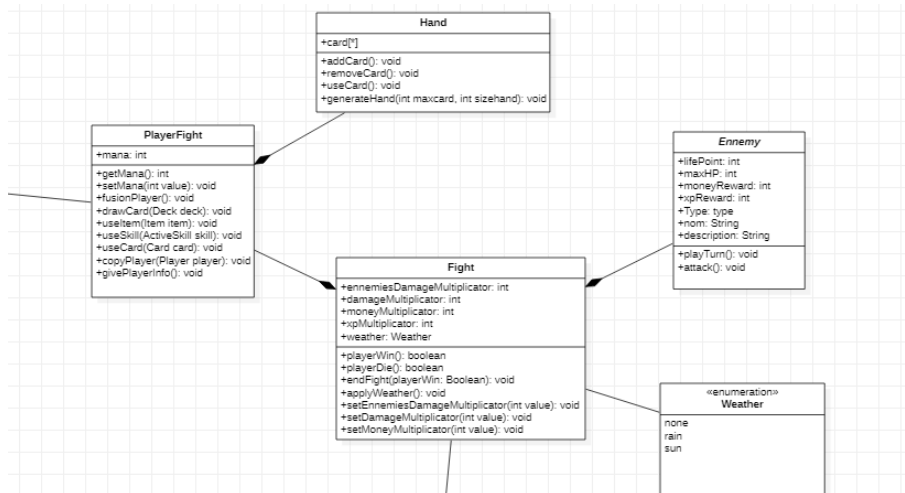 Hand
+card[*]
+addCard(): void
+removeCard(): void
+useCard(): void
+generateHand(int maxcard, int sizehand): void
PlayerFight
+mana: int
+getMana(): int
+setMana(int value): void
+fusionPlayer(): void
+drawCard(Deck deck): void
+useItem(Item item): void
+useSkill(ActiveSkill skill): void
+useCard(Card card): void
+copyPlayer(Player player): void
+givePlayerInfo(): void
Ennemy
+lifePoint: int
+maxHP: int
+moneyReward: int
+xpReward: int
+Type: type
+nom: String
+description: String
+playTurn(): void
+attack(): void
Fight
+ennemiesDamageMultiplicator: int
+damageMultiplicator: int
+moneyMultiplicator: int
+xpMultiplicator: int
+weather: Weather
+playerWin(): boolean
+playerDie(): boolean
+endFight(playerWin: Boolean): void
+applyWeather(): void
+setEnnemiesDamageMultiplicator(int value): void
+setDamageMultiplicator(int value): void
+setMoneyMultiplicator(int value): void
«enumeration»
Weather
none
rain
sun